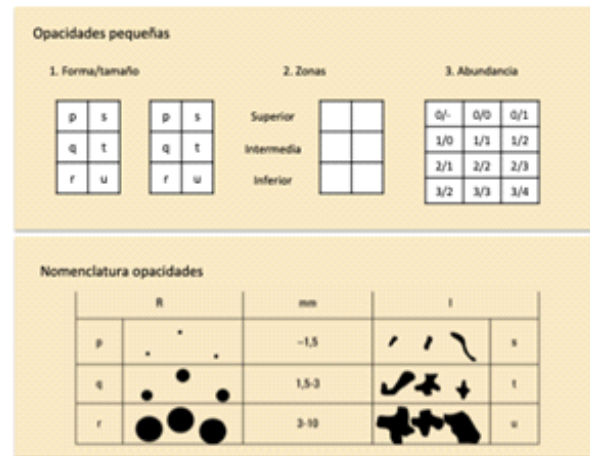 Opacidades pequeñas
1. Forma/tamaño 2. Zonas 3. Abundancia
p s p s Superior 0/- 0/0 0/1
q t q t Intermedia 1/0 1/1 1/2
r u r u Inferior 2/1 2/2 2/3
3/2 3/3 3/4
Nomenclatura opacidades
R mm I
p –1,5 s
q 1,5-3 t
r 3-10 u